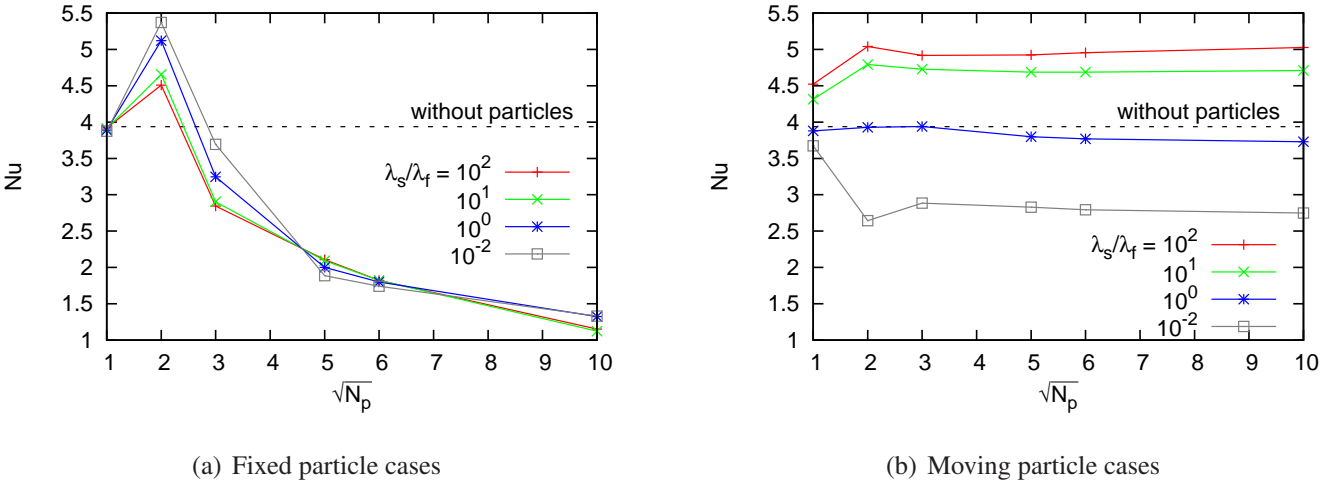 5.5
5
4.5
4
3.5
3
2.5
2
1.5
1
Nu
without particles
λs/λf = 10^2
10^1
10^0
10^-2
1 2 3 4 5 6 7 8 9 10
√Np
(a) Fixed particle cases
5.5
5
4.5
4
3.5
3
2.5
2
1.5
1
Nu
without particles
λs/λf = 10^2
10^1
10^0
10^-2
1 2 3 4 5 6 7 8 9 10
√Np
(b) Moving particle cases